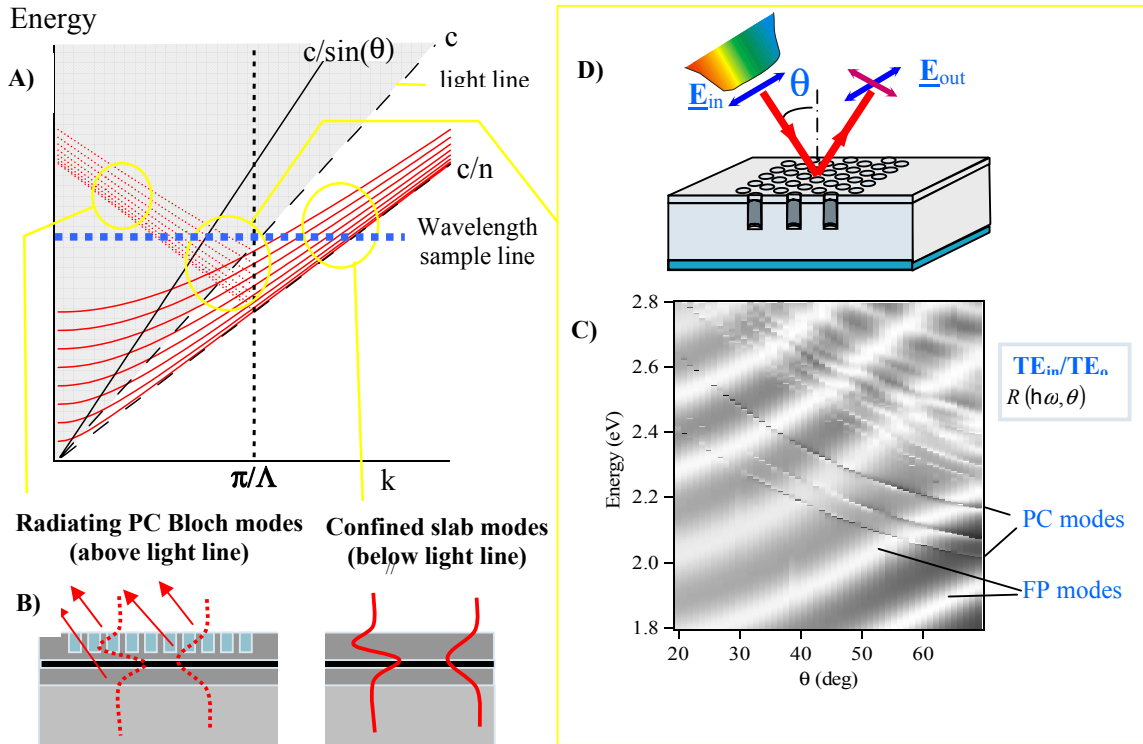 Energy
A)
c/sin(θ)
c
light line
c/n
Wavelength
sample line
π/Λ
k
Radiating PC Bloch modes
(above light line)
Confined slab modes
(below light line)
//
B)
D)
E_in
θ
E_out
C)
2.8
2.6
2.4
2.2
2.0
1.8
Energy (eV)
20
30
40
50
60
θ (deg)
TE_in/TE_o
R (ħω,θ)
PC modes
FP modes